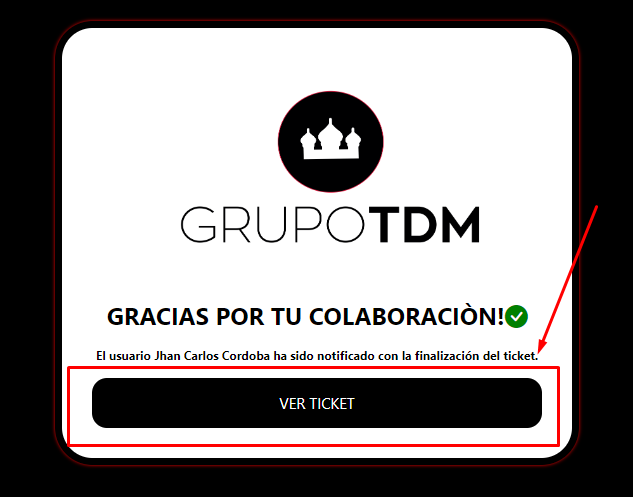 GRUPOTDM
GRACIAS POR TU COLABORACIÒN!
El usuario Jhan Carlos Cordoba ha sido notificado con la finalización del ticket.
VER TICKET